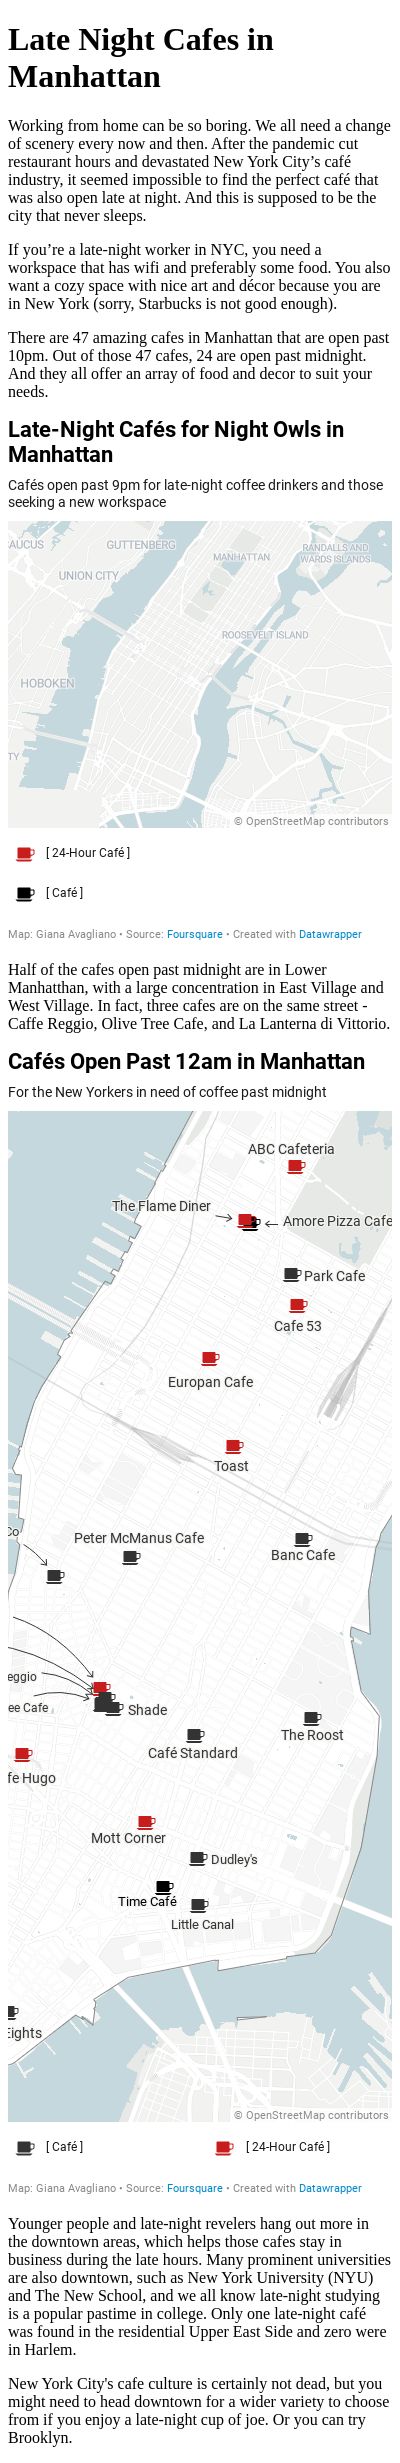 Late Night Cafes in
Manhattan
Working from home can be so boring. We all need a change
of scenery every now and then. After the pandemic cut
restaurant hours and devastated New York City’s café
industry, it seemed impossible to find the perfect café that
was also open late at night. And this is supposed to be the
city that never sleeps.
If you’re a late-night worker in NYC, you need a
workspace that has wifi and preferably some food. You also
want a cozy space with nice art and décor because you are
in New York (sorry, Starbucks is not good enough).
There are 47 amazing cafes in Manhattan that are open past
10pm. Out of those 47 cafes, 24 are open past midnight.
And they all offer an array of food and decor to suit your
needs.
Late-Night Cafés for Night Owls in
Manhattan
Cafés open past 9pm for late-night coffee drinkers and those
seeking a new workspace
CAUCUS
GUTTENBERG
MANHATTAN
RANDALLS AND
WARDS ISLANDS
UNION CITY
ROOSEVELT ISLAND
HOBOKEN
TY
© OpenStreetMap contributors
[ 24-Hour Café ]
[ Café ]
Map: Giana Avagliano • Source: Foursquare • Created with Datawrapper
Half of the cafes open past midnight are in Lower
Manhatthan, with a large concentration in East Village and
West Village. In fact, three cafes are on the same street -
Caffe Reggio, Olive Tree Cafe, and La Lanterna di Vittorio.
Cafés Open Past 12am in Manhattan
For the New Yorkers in need of coffee past midnight
ABC Cafeteria
The Flame Diner
Amore Pizza Cafe
Park Cafe
Cafe 53
Europan Cafe
Toast
Co
Peter McManus Cafe
Banc Cafe
eggio
ee Cafe
Shade
The Roost
Café Standard
fe Hugo
Mott Corner
Dudley's
Time Café
Little Canal
Eights
© OpenStreetMap contributors
[ Café ]
[ 24-Hour Café ]
Map: Giana Avagliano • Source: Foursquare • Created with Datawrapper
Younger people and late-night revelers hang out more in
the downtown areas, which helps those cafes stay in
business during the late hours. Many prominent universities
are also downtown, such as New York University (NYU)
and The New School, and we all know late-night studying
is a popular pastime in college. Only one late-night café
was found in the residential Upper East Side and zero were
in Harlem.
New York City's cafe culture is certainly not dead, but you
might need to head downtown for a wider variety to choose
from if you enjoy a late-night cup of joe. Or you can try
Brooklyn.